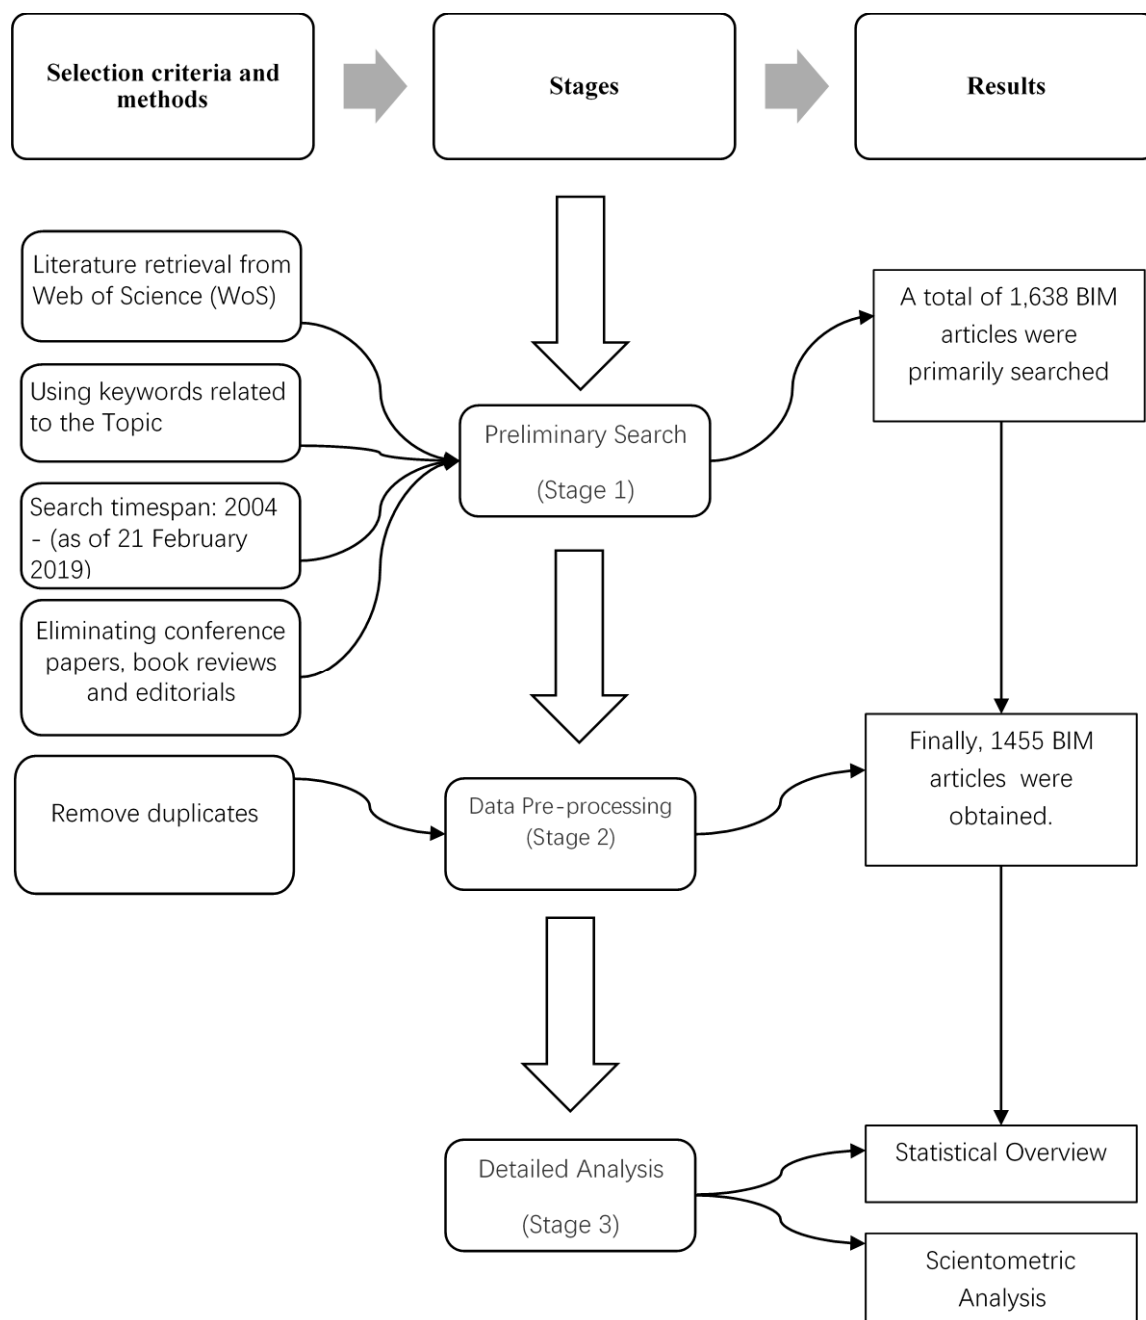 Selection criteria and
methods
Stages
Results
Literature retrieval from
Web of Science (WoS)
Using keywords related
to the Topic
Search timespan: 2004
- (as of 21 February
2019)
Eliminating conference
papers, book reviews
and editorials
Preliminary Search
(Stage 1)
A total of 1,638 BIM
articles were
primarily searched
Remove duplicates
Data Pre-processing
(Stage 2)
Finally, 1455 BIM
articles were
obtained.
Detailed Analysis
(Stage 3)
Statistical Overview
Scientometric
Analysis